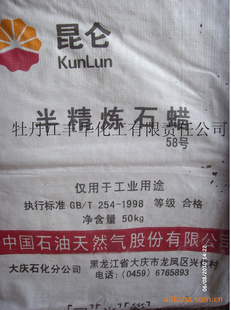 昆仑
KunLun
半精炼石蜡
58号
牡丹江丰华化工有限责任公司
仅用于工业用途
执行标准 GB/T 254-1998 等级 合格
净含量 50kg
中国石油天然气股份有限公司
大庆石化分公司 黑龙江省大庆市龙凤区兴化
电话: (0459) 6765893